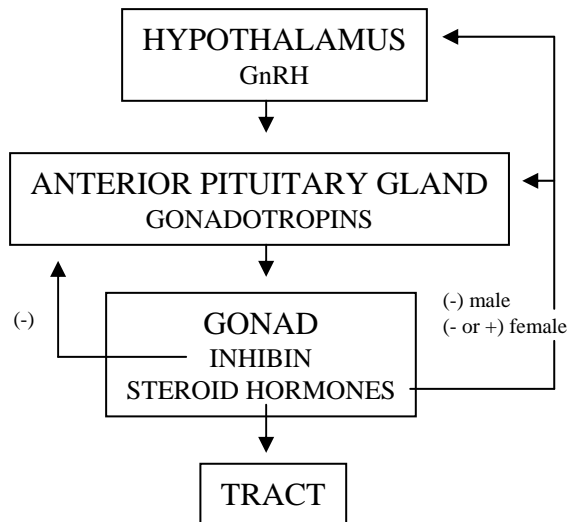 HYPOTHALAMUS
GnRH
ANTERIOR PITUITARY GLAND
GONADOTROPINS
(-)
(-) male
(- or +) female
GONAD
INHIBIN
STEROID HORMONES
TRACT